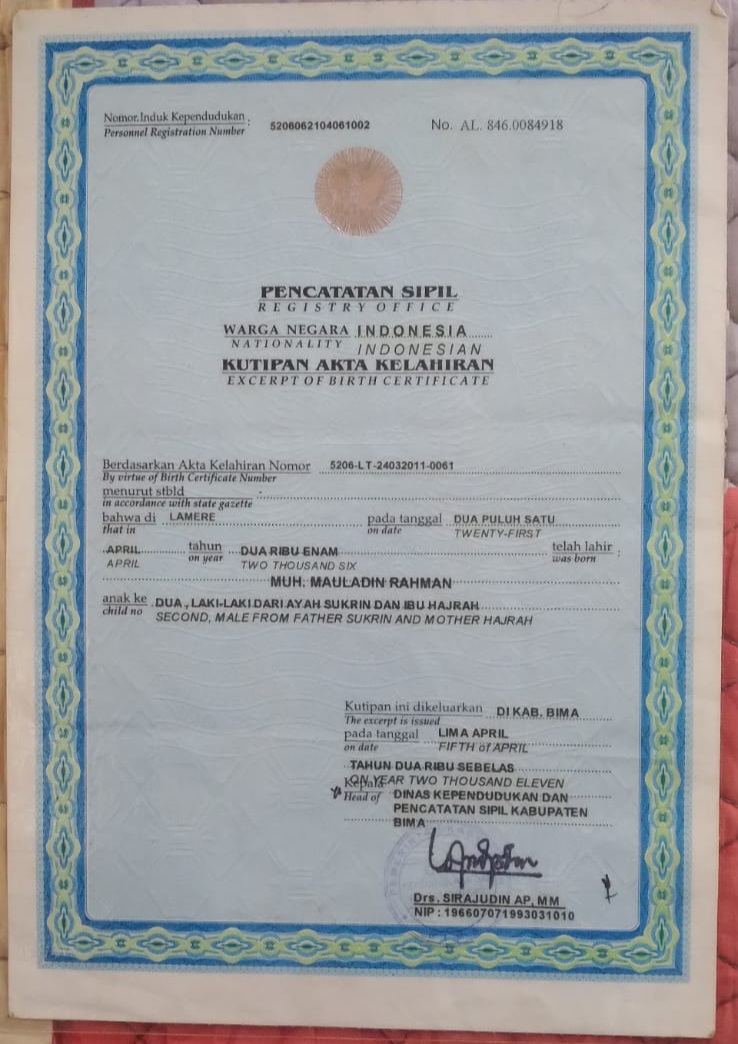 Nomor Induk Kependudukan : 5206062104061002 No. AL. 846.0084918
Personnel Registration Number
PENCATATAN SIPIL
REGISTRY OFFICE
WARGA NEGARA INDONESIA
NATIONALITY INDONESIAN
KUTIPAN AKTA KELAHIRAN
EXCERPT OF BIRTH CERTIFICATE
Berdasarkan Akta Kelahiran Nomor 5206-LT-24032011-0061
By virtue of Birth Certificate Number
menurut stbld -
in accordance with state gazette
bahwa di LAMERE pada tanggal DUA PULUH SATU
that in on date TWENTY-FIRST
APRIL tahun DUA RIBU ENAM telah lahir :
APRIL on year TWO THOUSAND SIX was born
MUH. MAULADIN RAHMAN
anak ke DUA , LAKI-LAKI DARI AYAH SUKRIN DAN IBU HAJRAH
child no SECOND, MALE FROM FATHER SUKRIN AND MOTHER HAJRAH
Kutipan ini dikeluarkan DI KAB. BIMA
The excerpt is issued
pada tanggal LIMA APRIL
on date FIFTH of APRIL
TAHUN DUA RIBU SEBELAS
ON YEAR TWO THOUSAND ELEVEN
Kepala
Head of DINAS KEPENDUDUKAN DAN
PENCATATAN SIPIL KABUPATEN
BIMA
Drs. SIRAJUDIN AP, MM
NIP : 196607071993031010